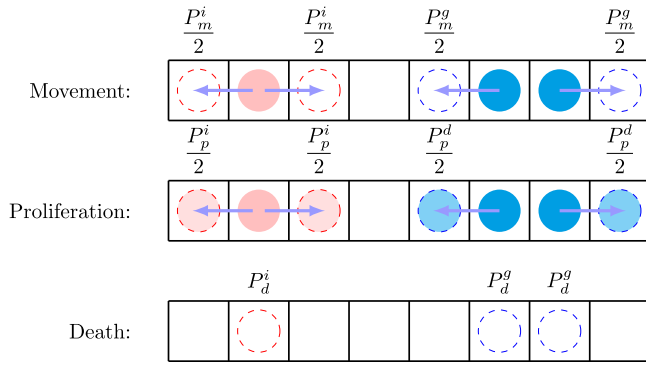 P_m^i/2 P_m^i/2 P_m^g/2 P_m^g/2
Movement:
P_p^i/2 P_p^i/2 P_p^d/2 P_p^d/2
Proliferation:
P_d^i P_d^g P_d^g
Death: